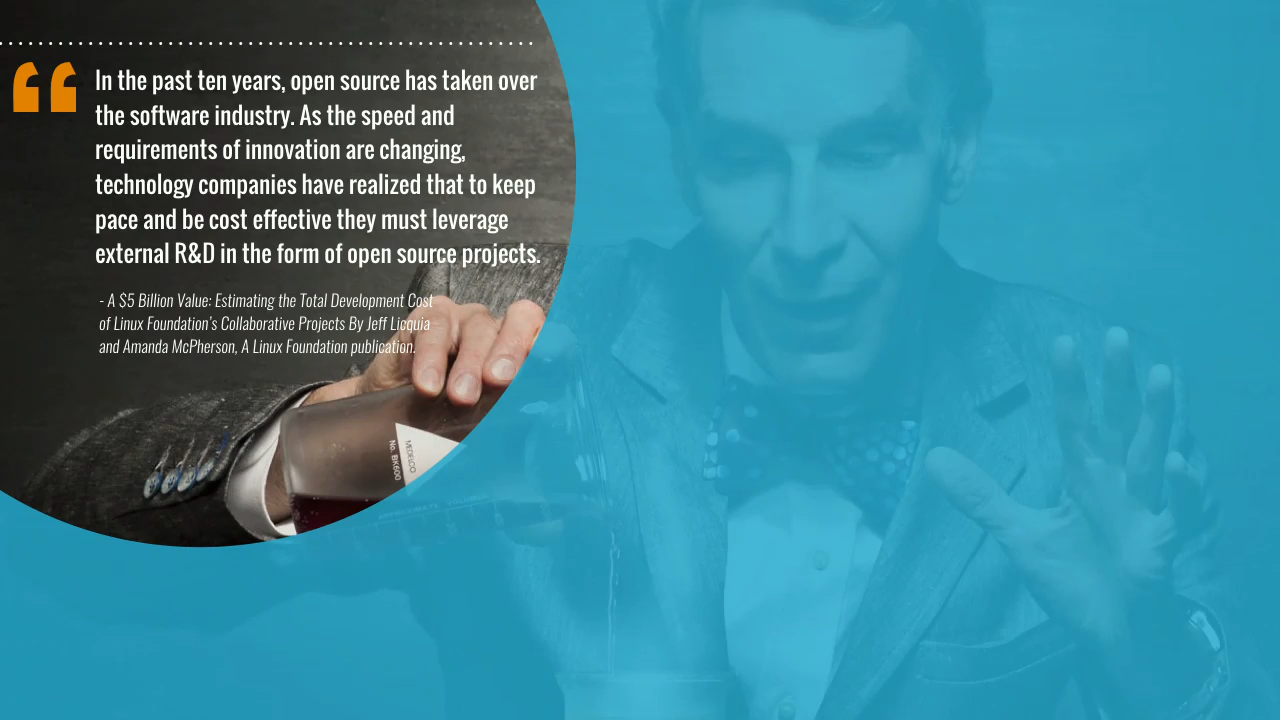 In the past ten years, open source has taken over
the software industry. As the speed and
requirements of innovation are changing,
technology companies have realized that to keep
pace and be cost effective they must leverage
external R&D in the form of open source projects.
- A $5 Billion Value: Estimating the Total Development Cost
of Linux Foundation's Collaborative Projects By Jeff Licquia
and Amanda McPherson, A Linux Foundation publication.
MEDELCO
No. BK600